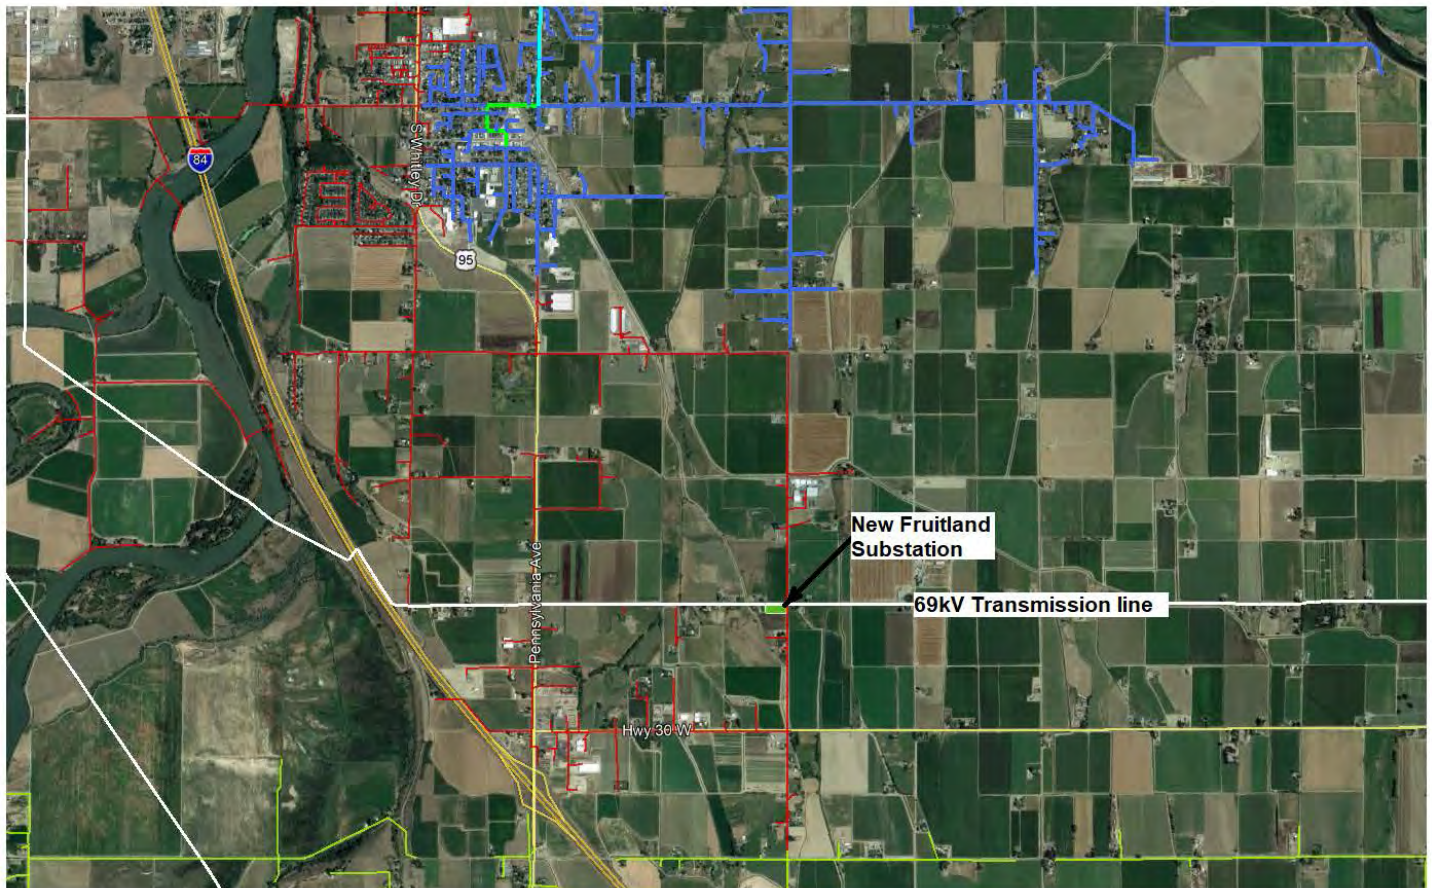 84
S Whitley Dr
95
New Fruitland
Substation
69kV Transmission line
Pennsylvania Ave
Hwy 30 W